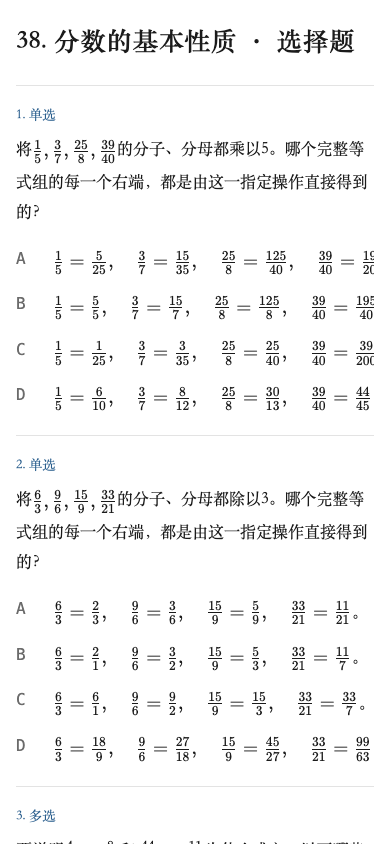 38. 分数的基本性质 · 选择题
1. 单选
将1/5, 3/7, 25/8, 39/40的分子、分母都乘以5。哪个完整等
式组的每一个右端，都是由这一指定操作直接得到
的?
A 1/5 = 5/25, 3/7 = 15/35, 25/8 = 125/40, 39/40 =
B 1/5 = 5/5, 3/7 = 15/7, 25/8 = 125/8, 39/40 = 195/40
C 1/5 = 1/25, 3/7 = 3/35, 25/8 = 25/40, 39/40 = 39/200
D 1/5 = 6/10, 3/7 = 8/12, 25/8 = 30/13, 39/40 = 44/45
2. 单选
将6/3, 9/6, 15/9, 33/21的分子、分母都除以3。哪个完整等
式组的每一个右端，都是由这一指定操作直接得到
的?
A 6/3 = 2/3, 9/6 = 3/6, 15/9 = 5/9, 33/21 = 11/21。
B 6/3 = 2/1, 9/6 = 3/2, 15/9 = 5/3, 33/21 = 11/7。
C 6/3 = 6/1, 9/6 = 9/2, 15/9 = 15/3, 33/21 = 33/7。
D 6/3 = 18/9, 9/6 = 27/18, 15/9 = 45/27, 33/21 = 99/63
3. 多选